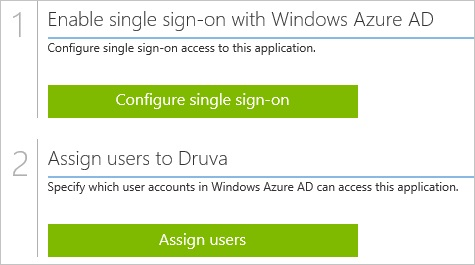 1
Enable single sign-on with Windows Azure AD
Configure single sign-on access to this application.
Configure single sign-on
2
Assign users to Druva
Specify which user accounts in Windows Azure AD can access this application.
Assign users